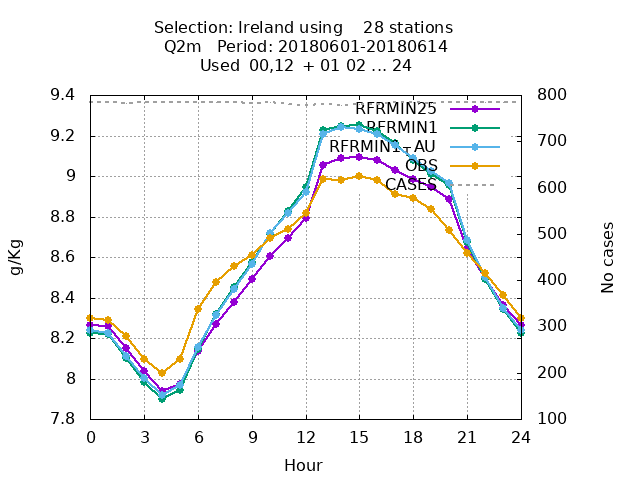 Selection: Ireland using 28 stations
Q2m Period: 20180601-20180614
Used 00,12 + 01 02 ... 24
9.4
9.2
9
8.8
8.6
8.4
8.2
8
7.8
g/Kg
800
700
600
500
400
300
200
100
No cases
RFRMIN25
RFRMIN1
RFRMIN1-AU
OBS
CASES
0 3 6 9 12 15 18 21 24
Hour